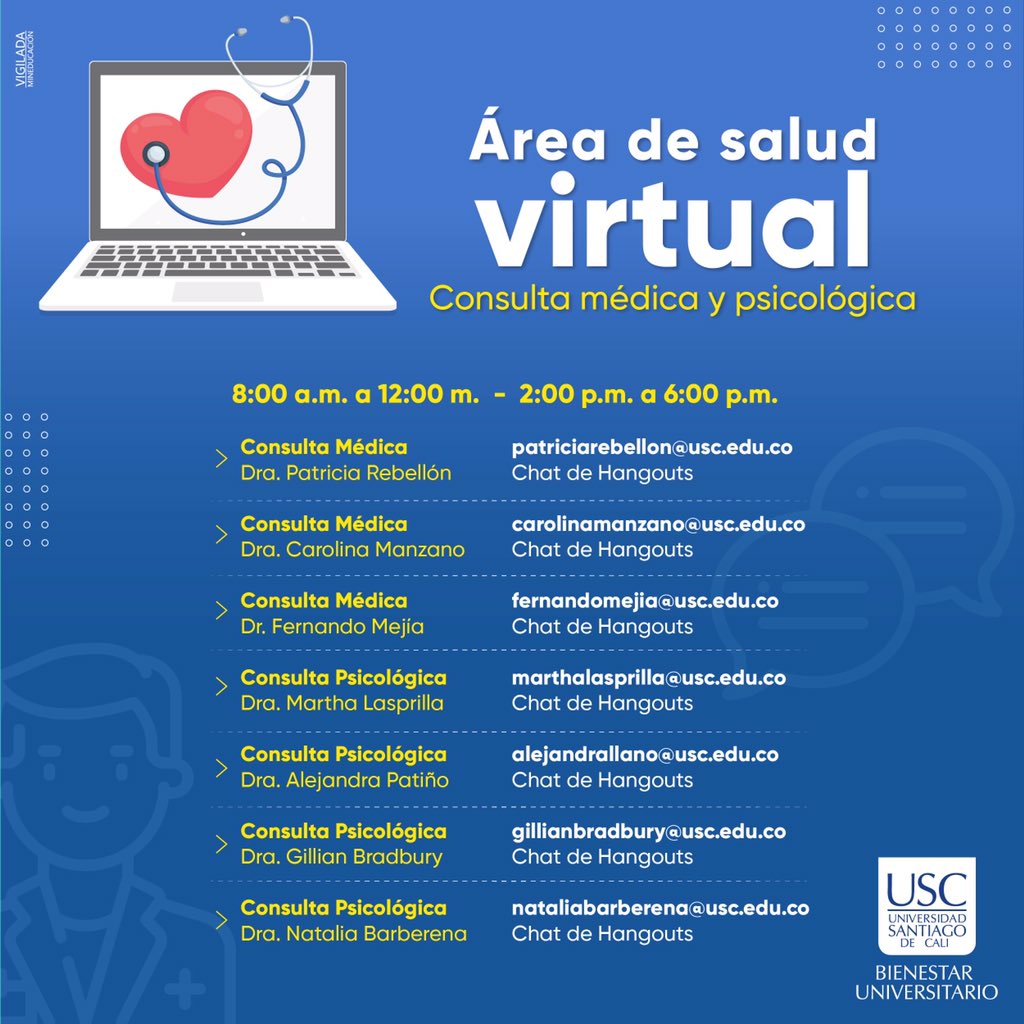 VIGILADA
MINEDUCACIÓN
Área de salud
virtual
Consulta médica y psicológica
8:00 a.m. a 12:00 m. - 2:00 p.m. a 6:00 p.m.
Consulta Médica patriciarebellon@usc.edu.co
Dra. Patricia Rebellón Chat de Hangouts
Consulta Médica carolinamanzano@usc.edu.co
Dra. Carolina Manzano Chat de Hangouts
Consulta Médica fernandomejia@usc.edu.co
Dr. Fernando Mejía Chat de Hangouts
Consulta Psicológica marthalasprilla@usc.edu.co
Dra. Martha Lasprilla Chat de Hangouts
Consulta Psicológica alejandrallano@usc.edu.co
Dra. Alejandra Patiño Chat de Hangouts
Consulta Psicológica gillianbradbury@usc.edu.co
Dra. Gillian Bradbury Chat de Hangouts
Consulta Psicológica nataliabarberena@usc.edu.co
Dra. Natalia Barberena Chat de Hangouts
USC
UNIVERSIDAD
SANTIAGO
DE CALI
BIENESTAR
UNIVERSITARIO